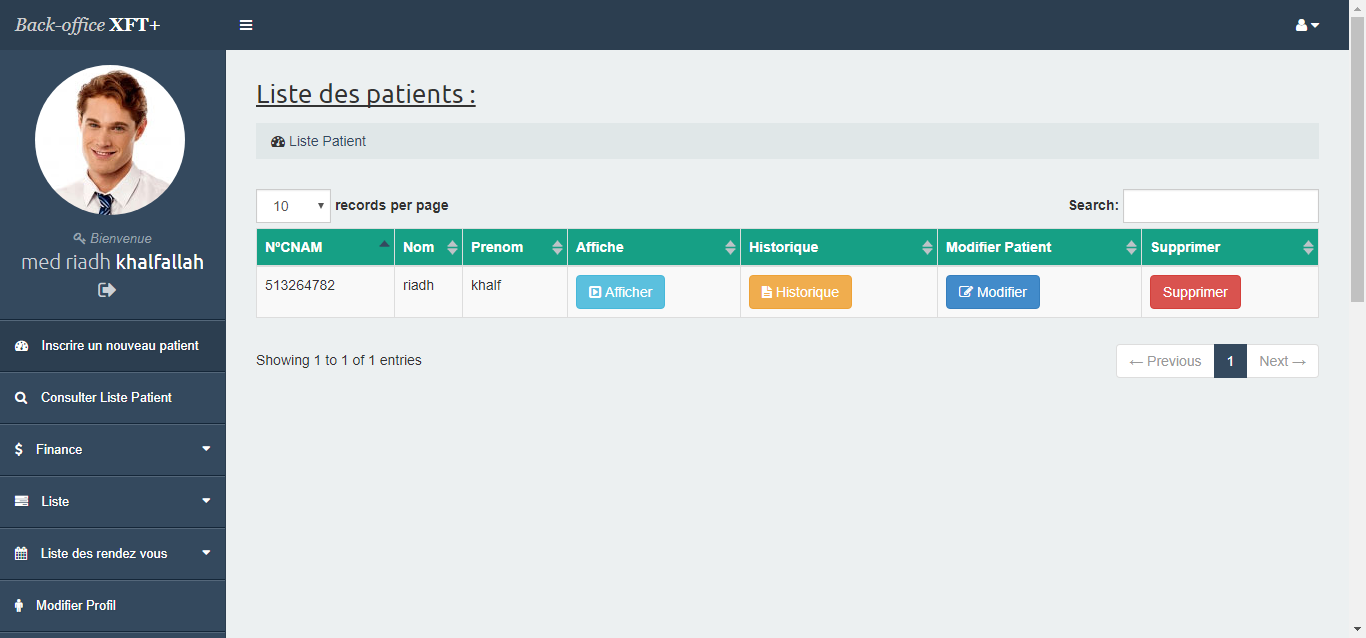 Back-office XFT+
Bienvenue
med riadh khalfallah
Inscrire un nouveau patient
Consulter Liste Patient
Finance
Liste
Liste des rendez vous
Modifier Profil
Liste des patients :
Liste Patient
10 records per page Search:
N°CNAM Nom Prenom Affiche Historique Modifier Patient Supprimer
513264782 riadh khalf Afficher Historique Modifier Supprimer
Showing 1 to 1 of 1 entries ← Previous 1 Next →